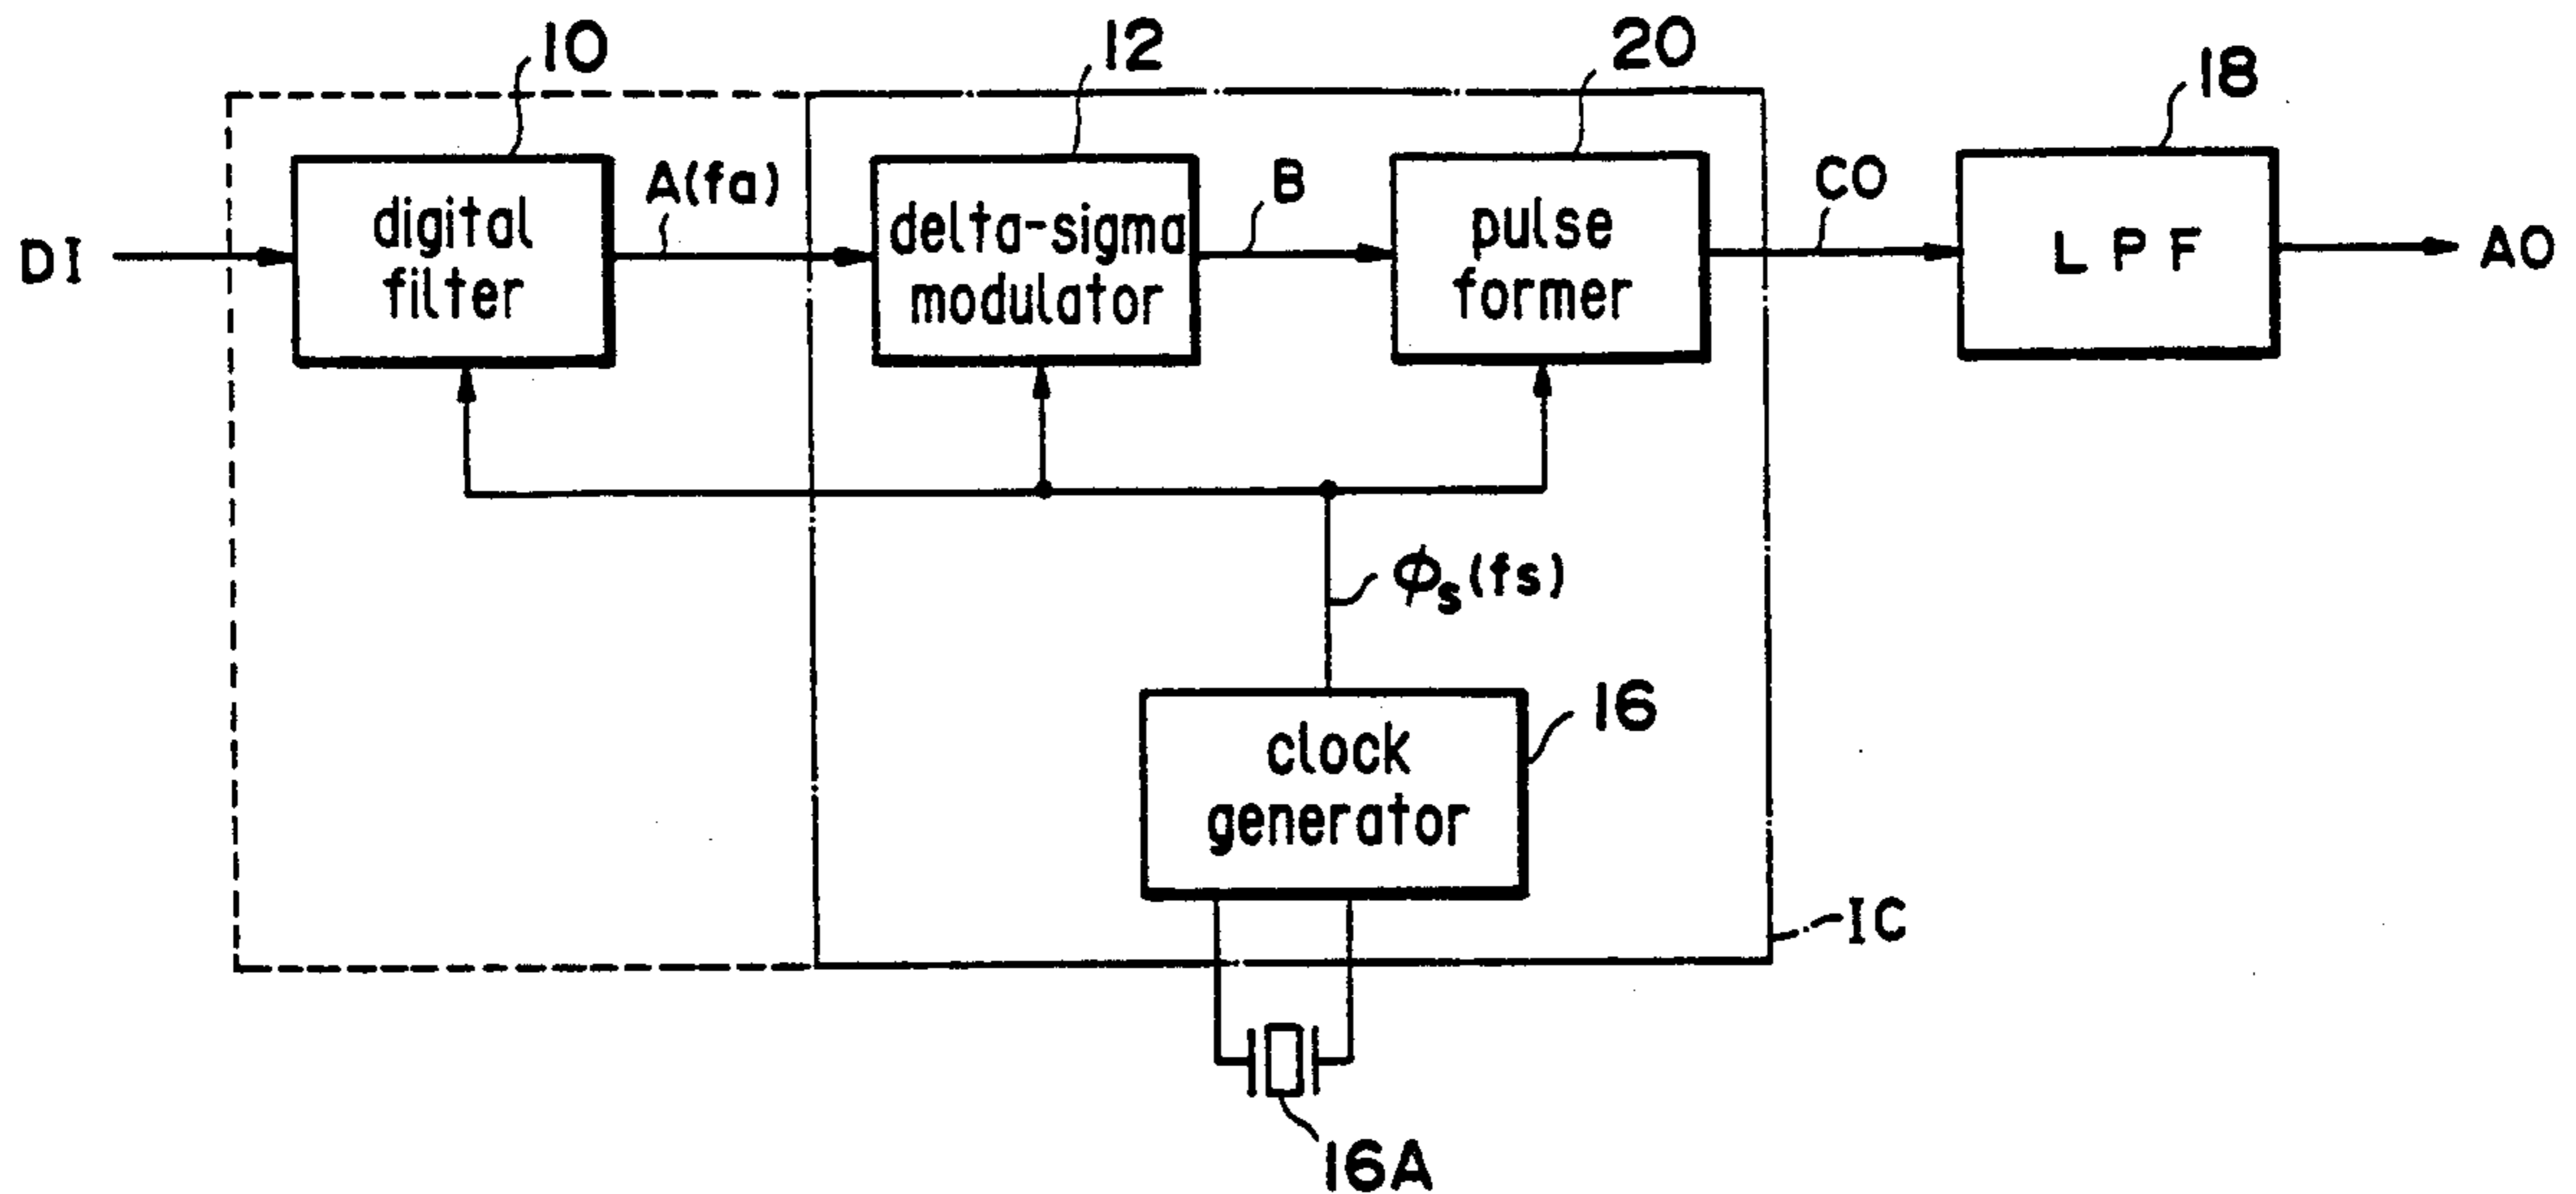 10
12
20
18
DI
digital
filter
A(fa)
delta-sigma
modulator
B
pulse
former
CO
LPF
AO
ϕs(fs)
clock
generator
16
IC
16A